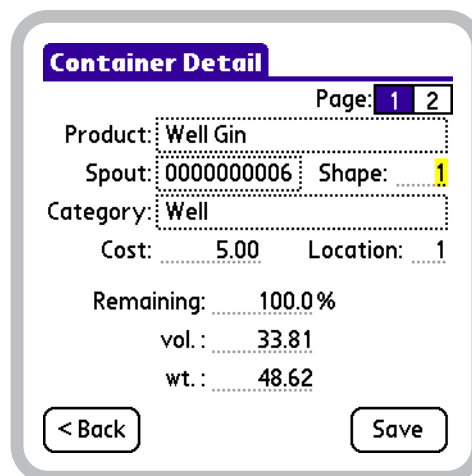 Container Detail
Page: 1 2
Product: Well Gin
Spout: 0000000006 Shape: 1
Category: Well
Cost: 5.00 Location: 1
Remaining: 100.0%
vol. : 33.81
wt. : 48.62
< Back Save